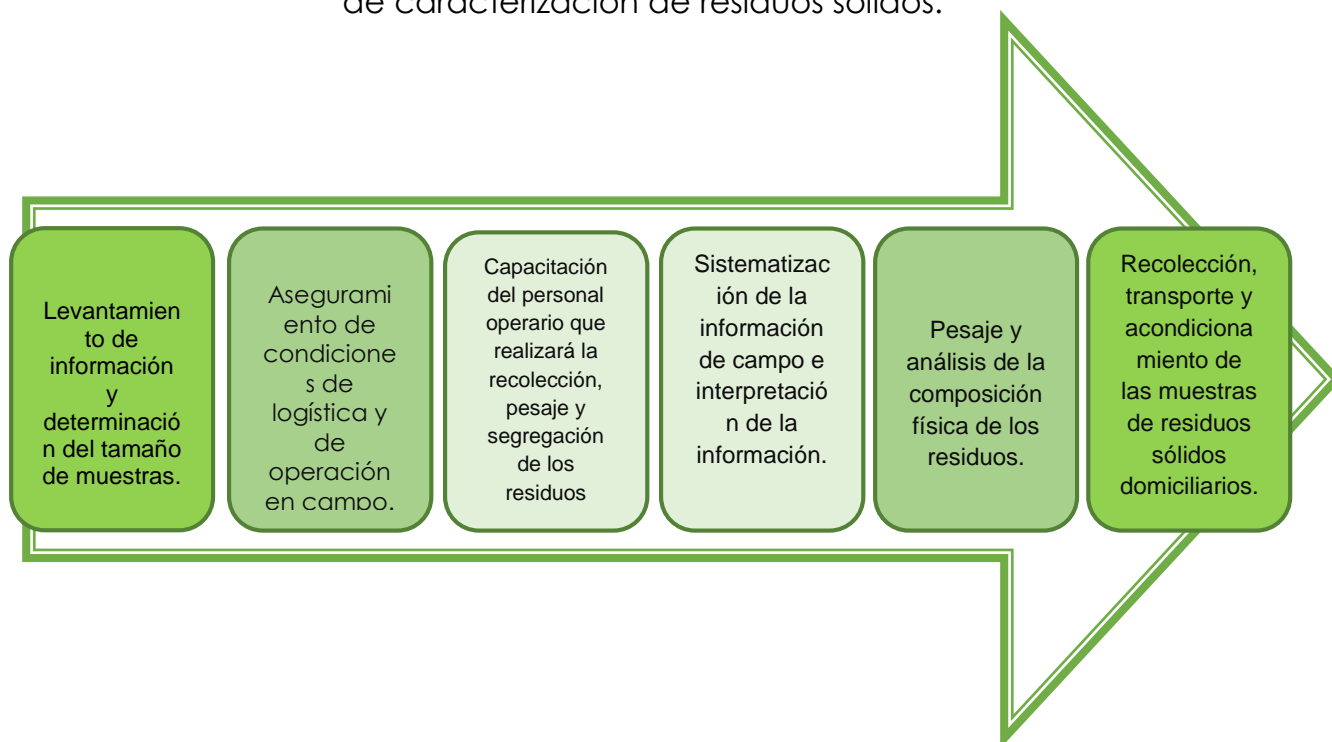 de caracterización de residuos sólidos.
Levantamien
to de
información
y
determinació
n del tamaño
de muestras.
Asegurami
ento de
condicione
s de
logística y
de
operación
en campo.
Capacitación
del personal
operario que
realizará la
recolección,
pesaje y
segregación
de los
residuos
Sistematizac
ión de la
información
de campo e
interpretació
n de la
información.
Pesaje y
análisis de la
composición
física de los
residuos.
Recolección,
transporte y
acondiciona
miento de
las muestras
de residuos
sólidos
domiciliarios.